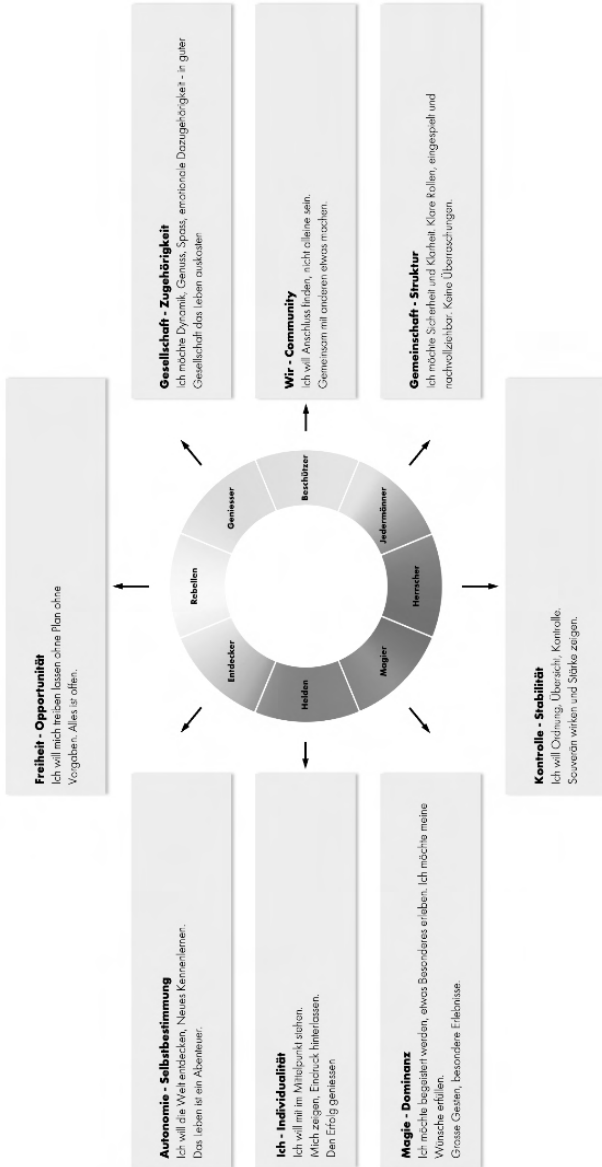 Freiheit - Opportunität
Ich will mich treiben lassen ohne Plan ohne
Vorgaben. Alles ist offen.
Autonomie - Selbstbestimmung
Ich will die Welt entdecken, Neues Kennenlernen.
Das Leben ist ein Abenteuer.
Gesellschaft - Zugehörigkeit
Ich möchte Dynamik, Genuss, Spass, emotionale Dazugehörigkeit - in guter
Gesellschaft das Leben auskosten
Ich - Individualität
Ich will mit im Mittelpunkt stehen.
Mich zeigen, Eindruck hinterlassen.
Den Erfolg geniessen
Wir - Community
Ich will Anschluss finden, nicht alleine sein.
Gemeinsam mit anderen etwas machen.
Magie - Dominanz
Ich möchte begeistert werden, etwas Besonderes erleben. Ich möchte meine
Wünsche erfüllen.
Grosse Gesten, besondere Erlebnisse.
Gemeinschaft - Struktur
Ich möchte Sicherheit und Klarheit. Klare Rollen, eingespielt und
nachvollziehbar. Keine Überraschungen.
Kontrolle - Stabilität
Ich will Ordnung, Übersicht, Kontrolle.
Souverän wirken und Stärke zeigen.
Rebellen
Geniesser
Beschützer
Jedermänner
Herrscher
Magier
Helden
Entdecker